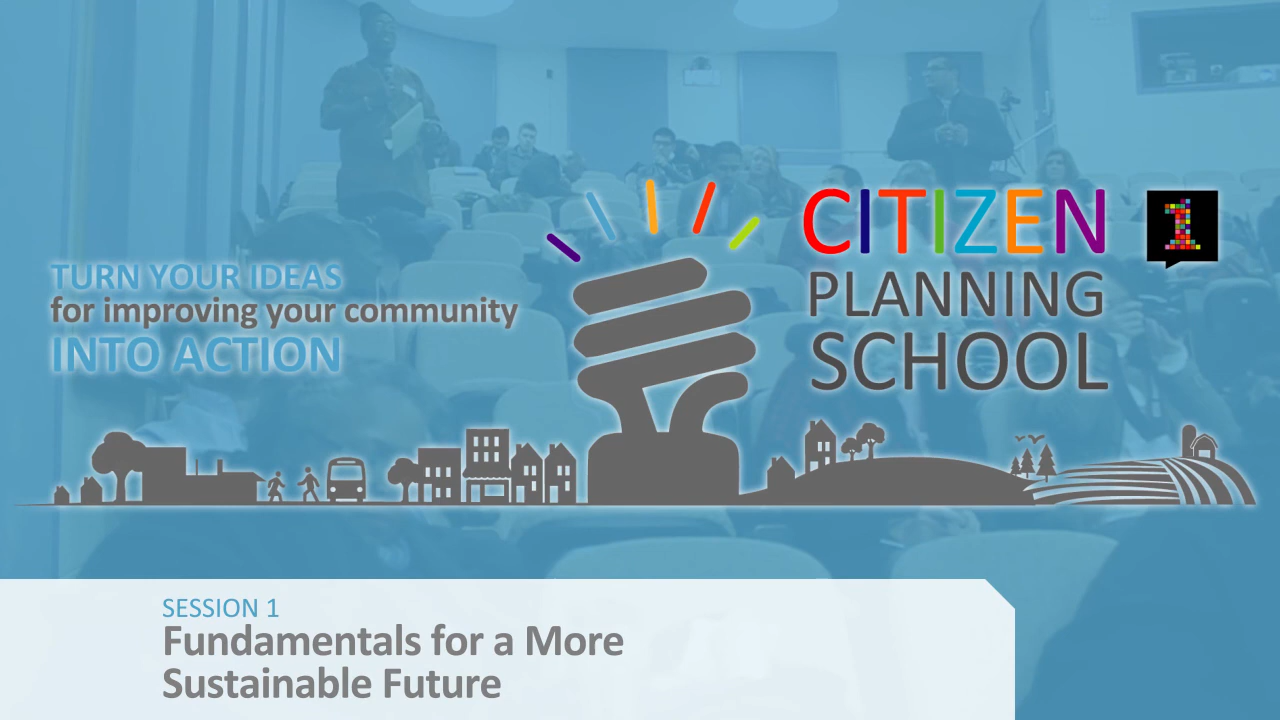 TURN YOUR IDEAS
for improving your community
INTO ACTION
CITIZEN
PLANNING
SCHOOL
1
SESSION 1
Fundamentals for a More
Sustainable Future